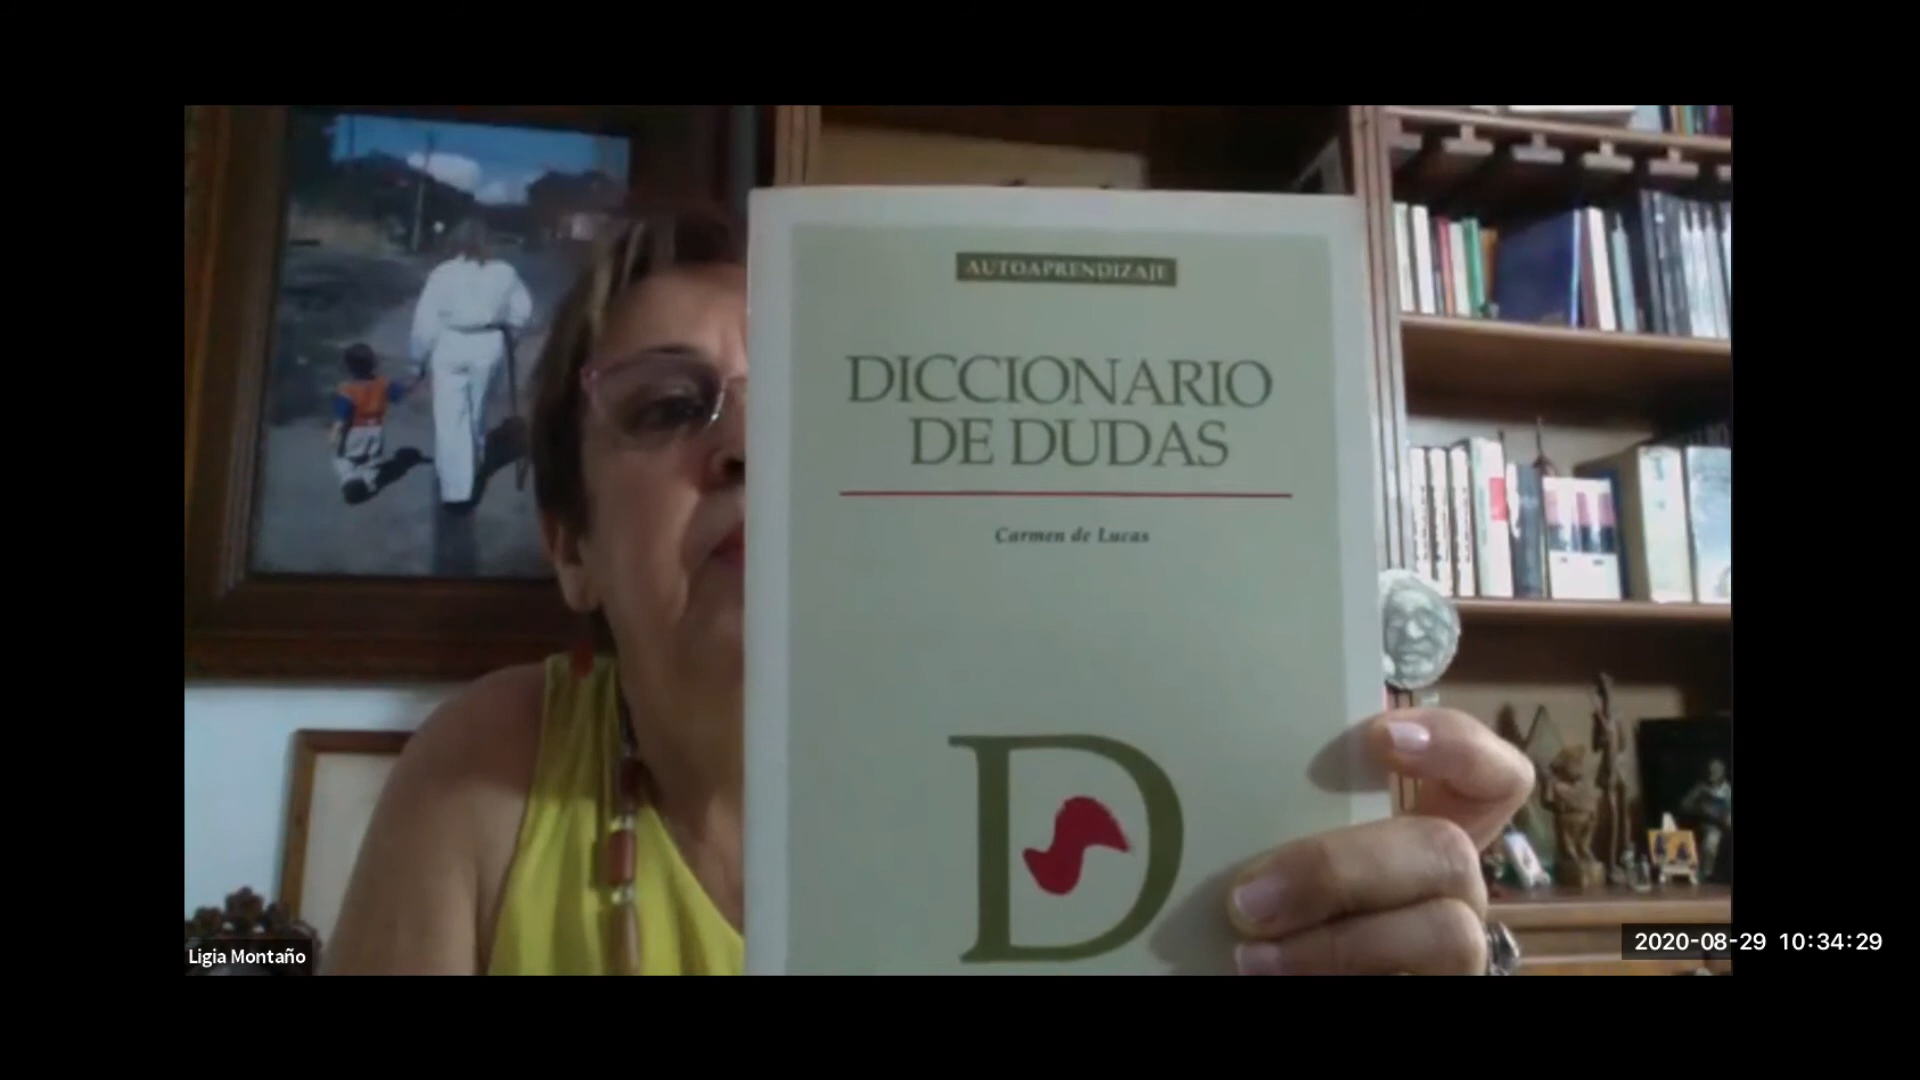 AUTOAPRENDIZAJE
DICCIONARIO
DE DUDAS
Carmen de Lucas
D
Ligia Montaño
2020-08-29 10:34:29